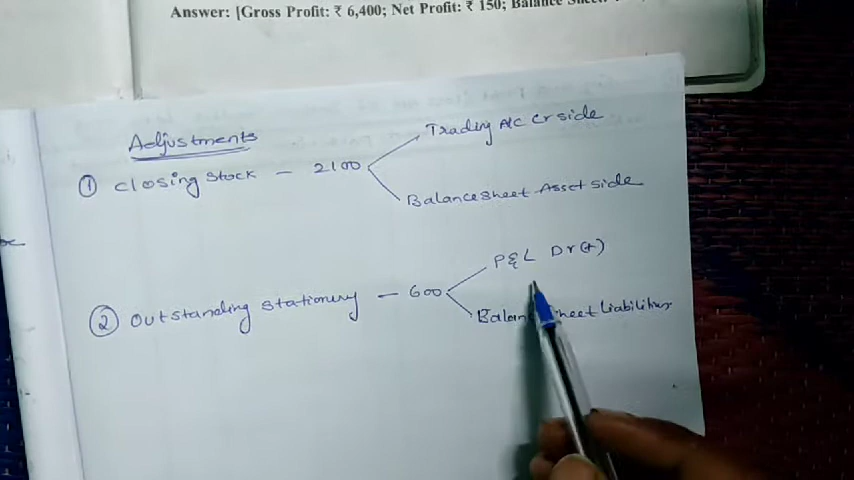 Answer: [Gross Profit: ₹ 6,400; Net Profit: ₹ 150; Balance
Adjustments
① Closing Stock - 2100
Trading A/C Cr side
Balancesheet Asset side
② Outstanding Stationery - 600
P&L Dr(+)
Balance Sheet Liabilities